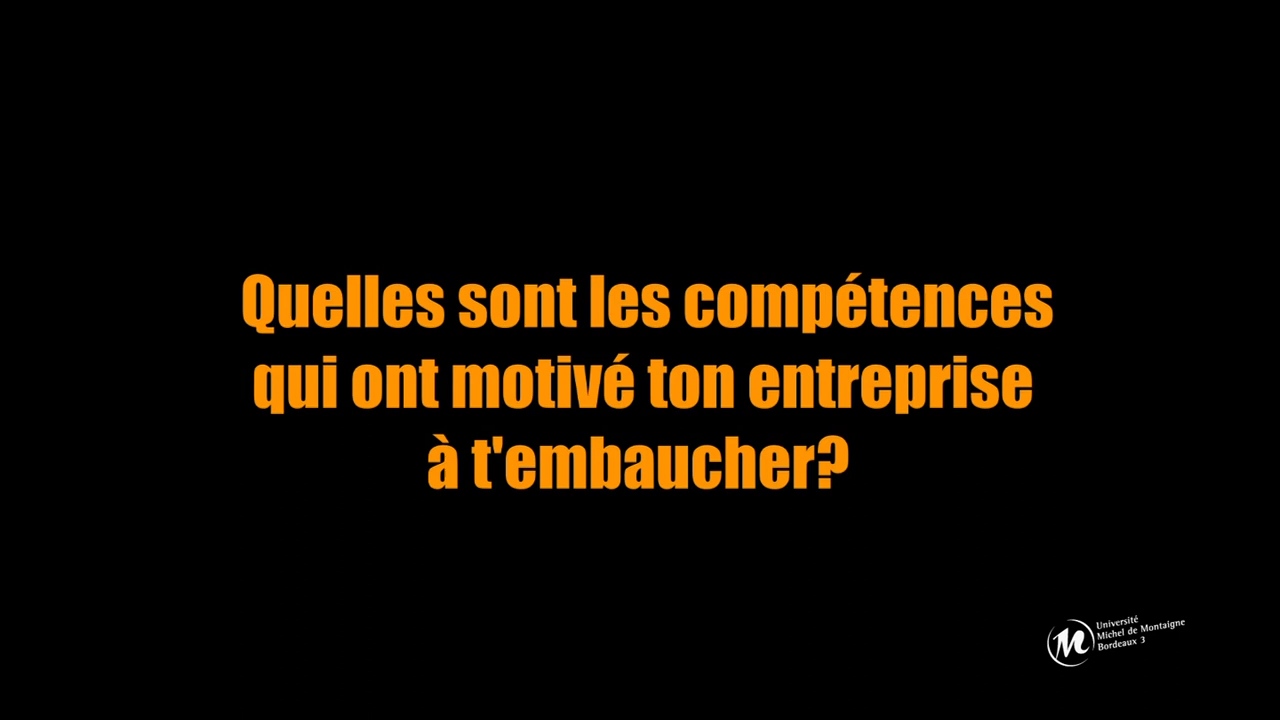 Quelles sont les compétences
qui ont motivé ton entreprise
à t'embaucher?
M
Université
Michel de Montaigne
Bordeaux 3